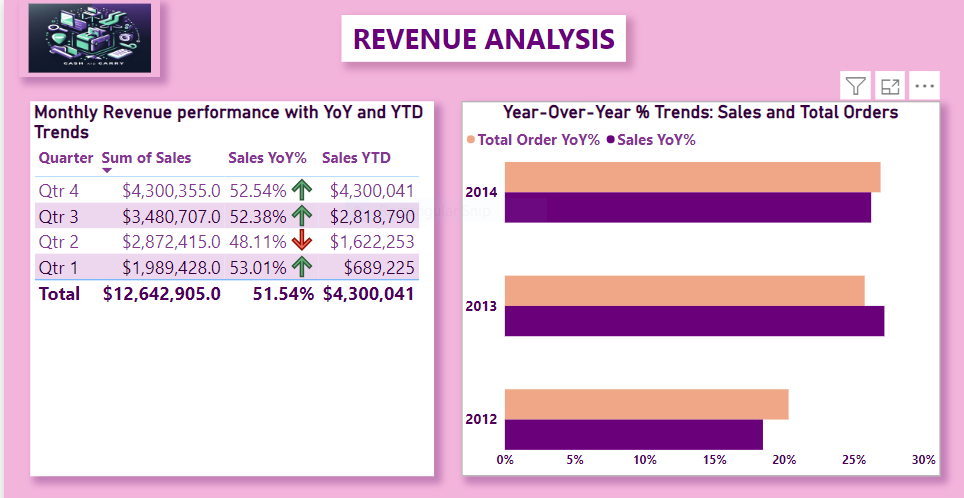 CASH AND CARRY
REVENUE ANALYSIS
Monthly Revenue performance with YoY and YTD
Trends
Quarter Sum of Sales Sales YoY% Sales YTD
Qtr 4 $4,300,355.0 52.54% $4,300,041
Qtr 3 $3,480,707.0 52.38% $2,818,790
Qtr 2 $2,872,415.0 48.11% $1,622,253
Qtr 1 $1,989,428.0 53.01% $689,225
Total $12,642,905.0 51.54% $4,300,041
Year-Over-Year % Trends: Sales and Total Orders
Total Order YoY% Sales YoY%
2014
2013
2012
0% 5% 10% 15% 20% 25% 30%